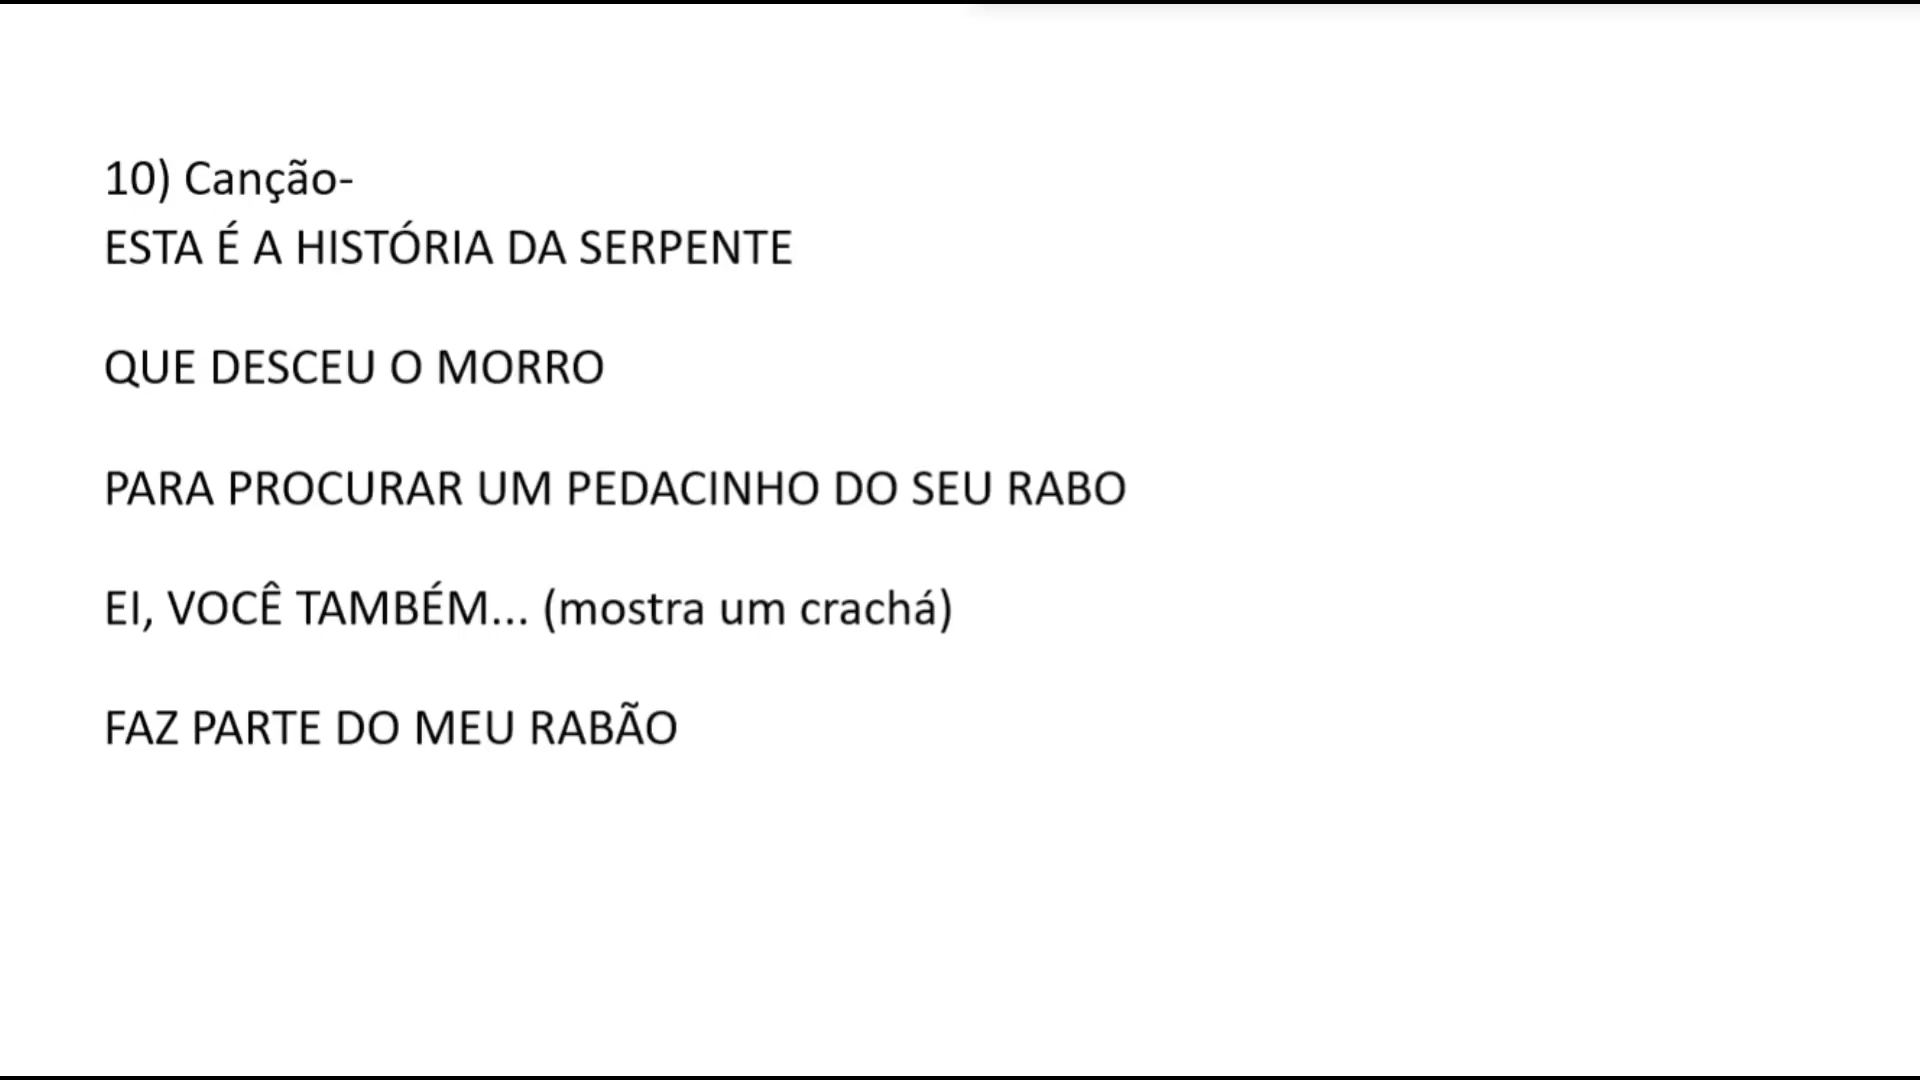 10) Canção-
ESTA É A HISTÓRIA DA SERPENTE
QUE DESCEU O MORRO
PARA PROCURAR UM PEDACINHO DO SEU RABO
EI, VOCÊ TAMBÉM... (mostra um crachá)
FAZ PARTE DO MEU RABÃO